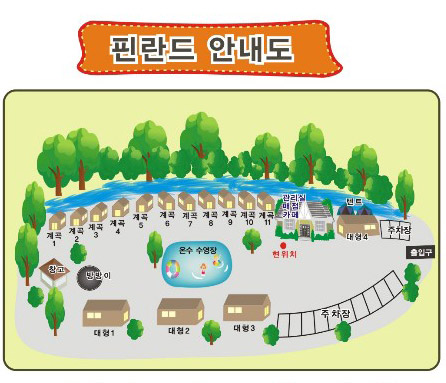 핀란드 안내도
관리실
매점
카페
텐트
계곡
1
계곡
2
계곡
3
계곡
4
계곡
5
계곡
6
계곡
7
계곡
8
계곡
9
계곡
10
계곡
11
대형4
주차장
출입구
현위치
온수 수영장
창고
방방이
대형1
대형2
대형3
주차장